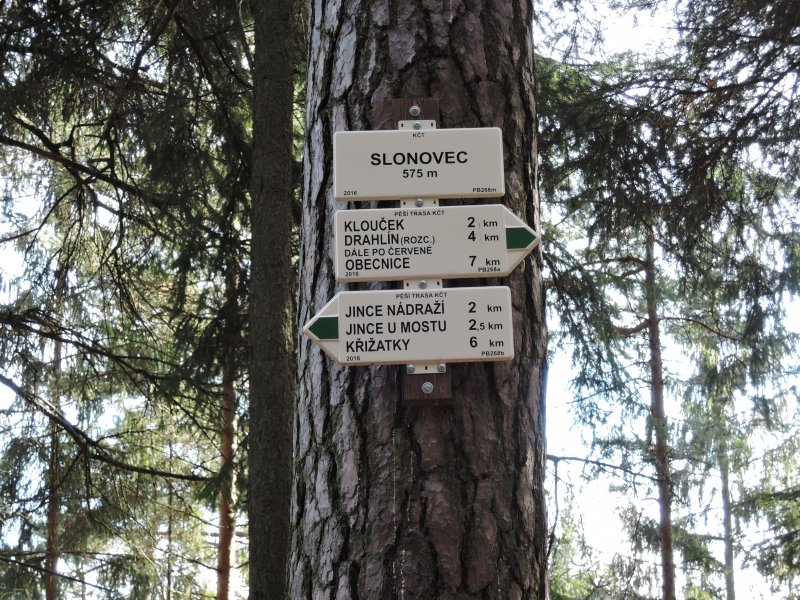 KČT
SLONOVEC
575 m
2016 PB268m
PĚŠÍ TRASA KČT
KLOUČEK 2 km
DRAHLÍN (ROZC.) 4 km
DÁLE PO ČERVENÉ
OBECNICE 7 km
2016 PB268a
PĚŠÍ TRASA KČT
JINCE NÁDRAŽÍ 2 km
JINCE U MOSTU 2,5 km
KŘIŽATKY 6 km
2016 PB268b